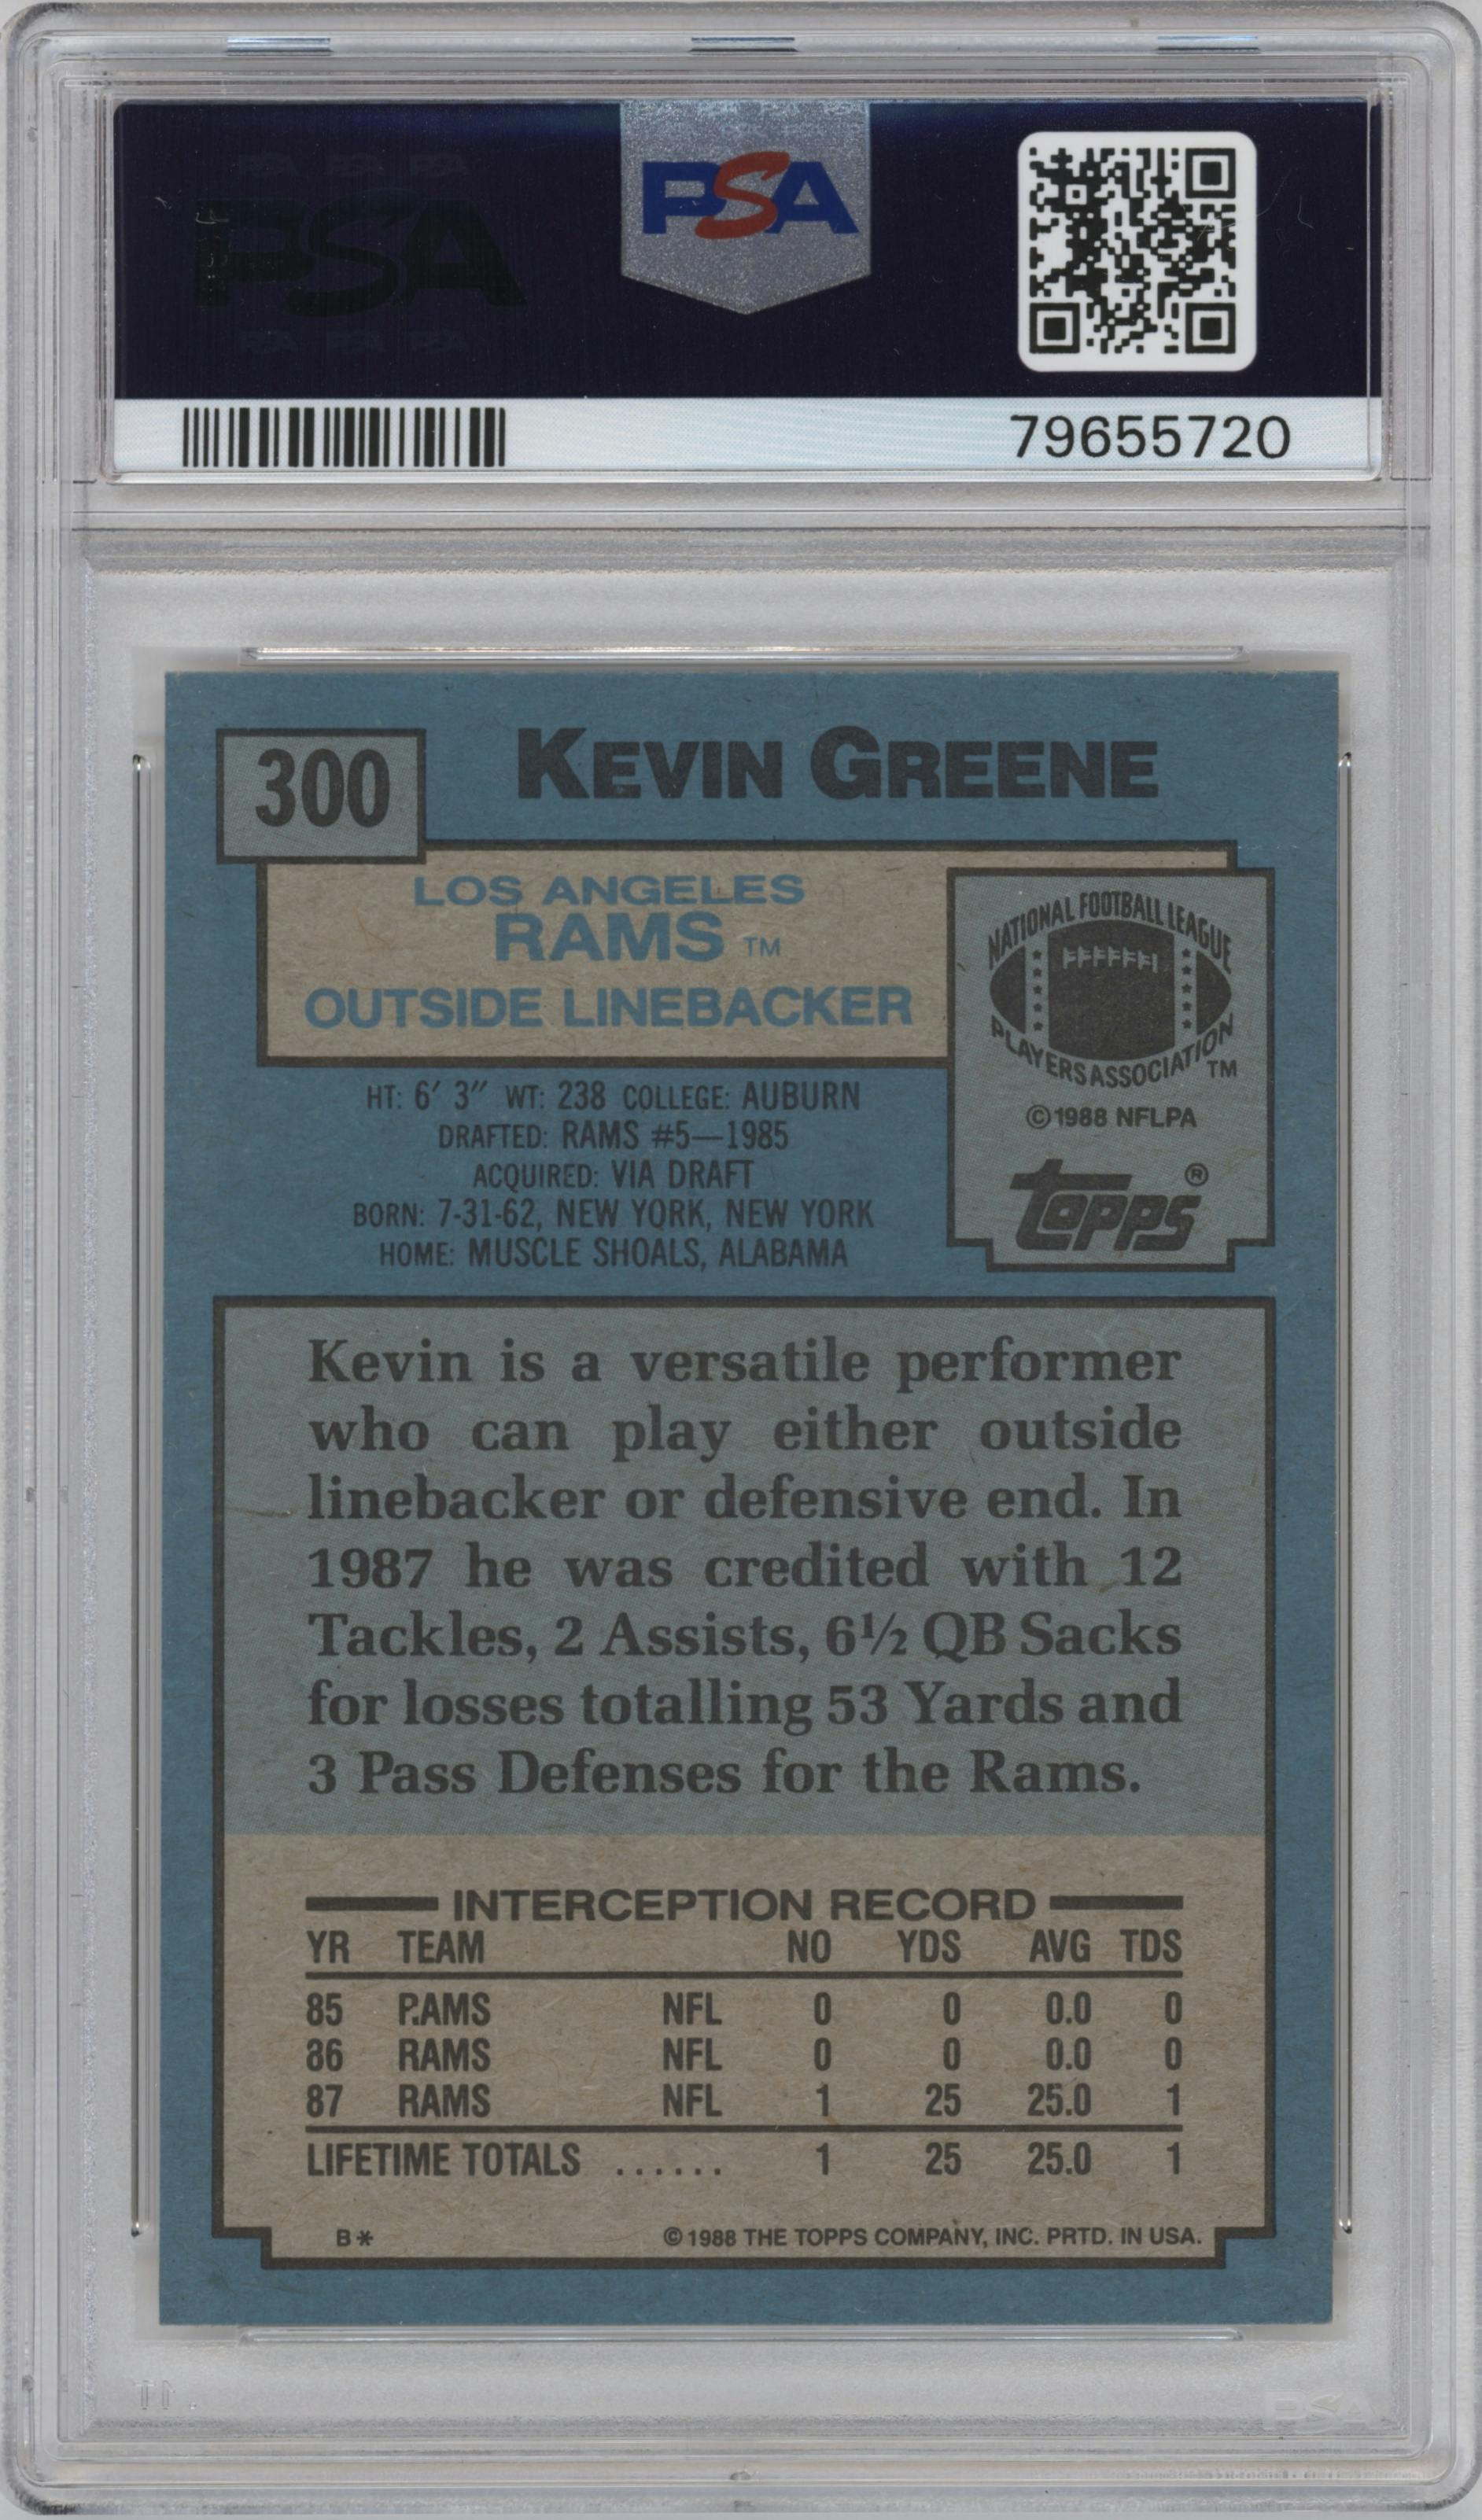 PSA
PSA
79655720
300
KEVIN GREENE
LOS ANGELES
RAMS TM
OUTSIDE LINEBACKER
NATIONAL FOOTBALL LEAGUE
PLAYERS ASSOCIATION TM
©1988 NFLPA
topps®
HT: 6′ 3″ WT: 238 COLLEGE: AUBURN
DRAFTED: RAMS #5—1985
ACQUIRED: VIA DRAFT
BORN: 7-31-62, NEW YORK, NEW YORK
HOME: MUSCLE SHOALS, ALABAMA
Kevin is a versatile performer
who can play either outside
linebacker or defensive end. In
1987 he was credited with 12
Tackles, 2 Assists, 6½ QB Sacks
for losses totalling 53 Yards and
3 Pass Defenses for the Rams.
INTERCEPTION RECORD
YR TEAM NO YDS AVG TDS
85 RAMS NFL 0 0 0.0 0
86 RAMS NFL 0 0 0.0 0
87 RAMS NFL 1 25 25.0 1
LIFETIME TOTALS ...... 1 25 25.0 1
B* ©1988 THE TOPPS COMPANY, INC. PRTD. IN USA.
PSA